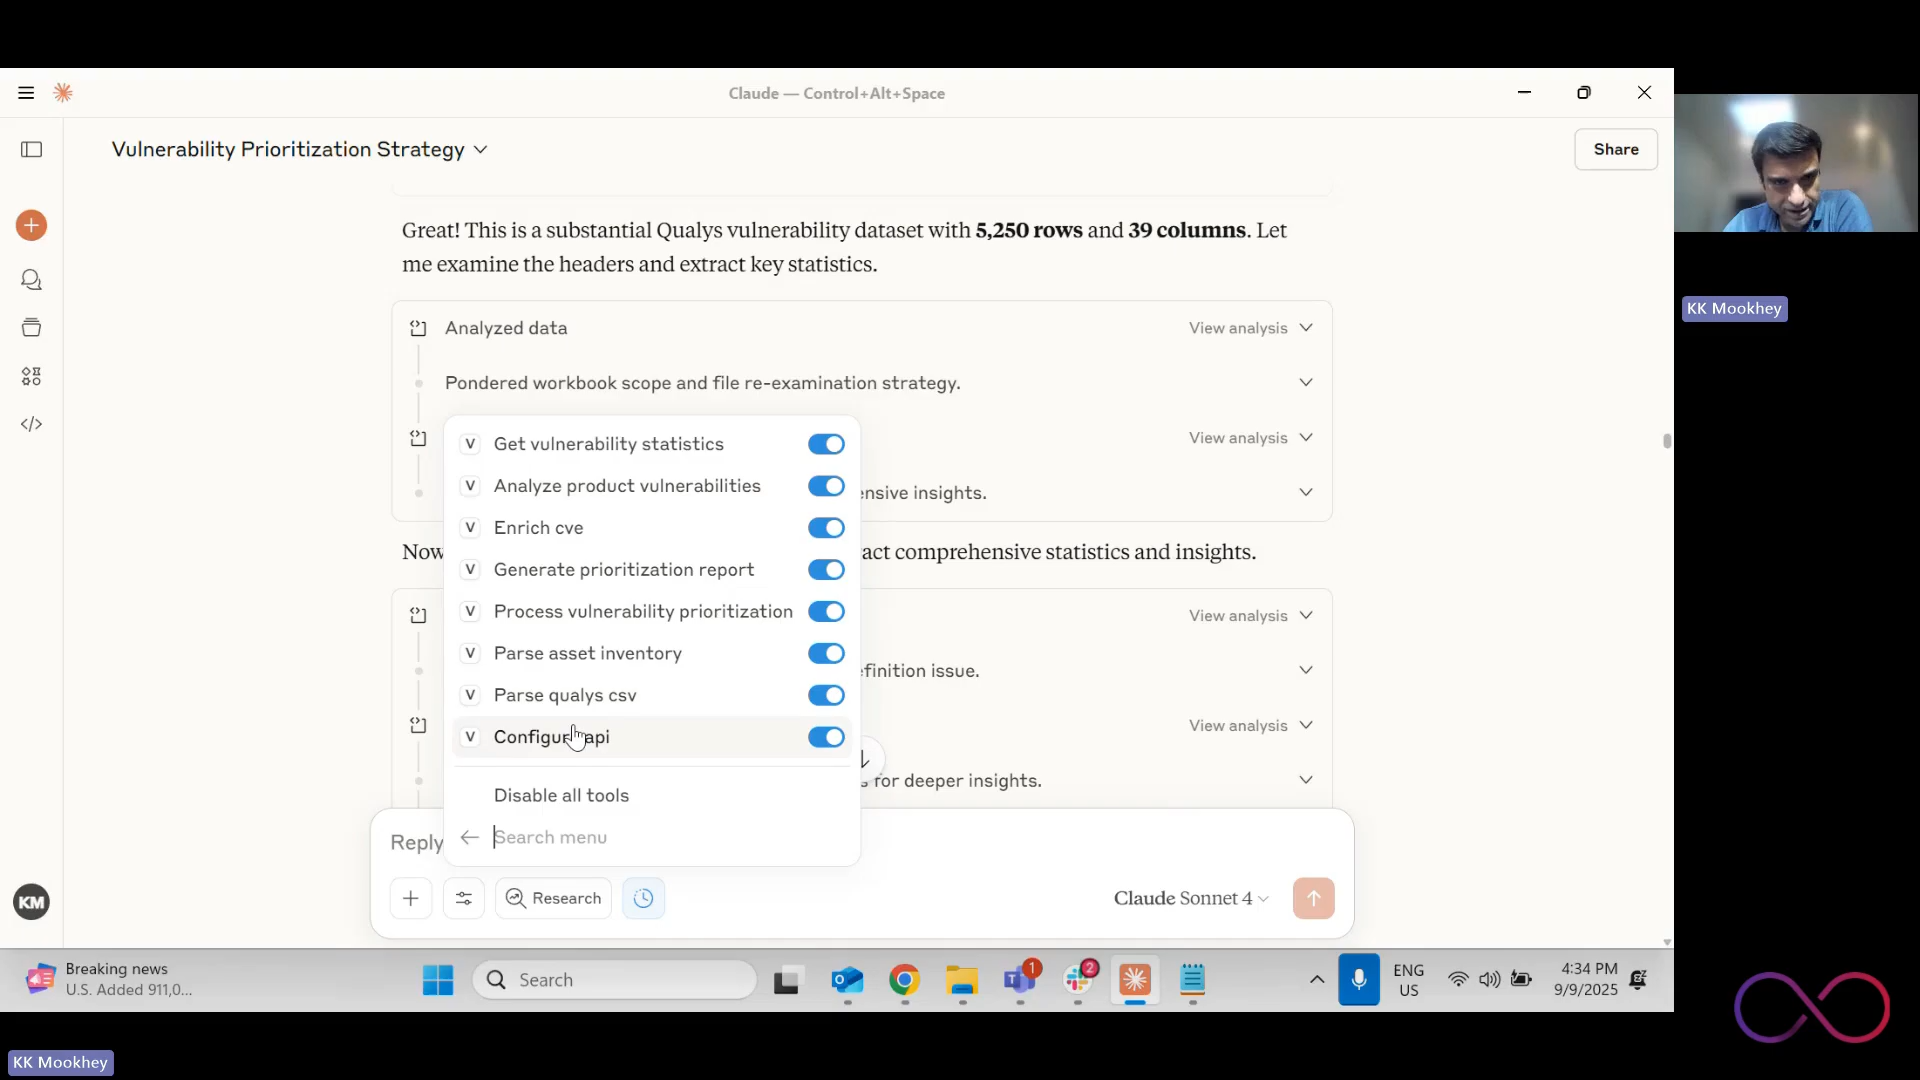 Claude — Control+Alt+Space
Vulnerability Prioritization Strategy
Share
Great! This is a substantial Qualys vulnerability dataset with 5,250 rows and 39 columns. Let
me examine the headers and extract key statistics.
Analyzed data
View analysis
Pondered workbook scope and file re-examination strategy.
View analysis
ensive insights.
Now
act comprehensive statistics and insights.
View analysis
efinition issue.
View analysis
s for deeper insights.
V Get vulnerability statistics
V Analyze product vulnerabilities
V Enrich cve
V Generate prioritization report
V Process vulnerability prioritization
V Parse asset inventory
V Parse qualys csv
V Configure api
Disable all tools
Search menu
Reply
Research
Claude Sonnet 4
KM
Breaking news
U.S. Added 911,0...
Search
1
2
ENG
US
4:34 PM
9/9/2025
KK Mookhey
KK Mookhey